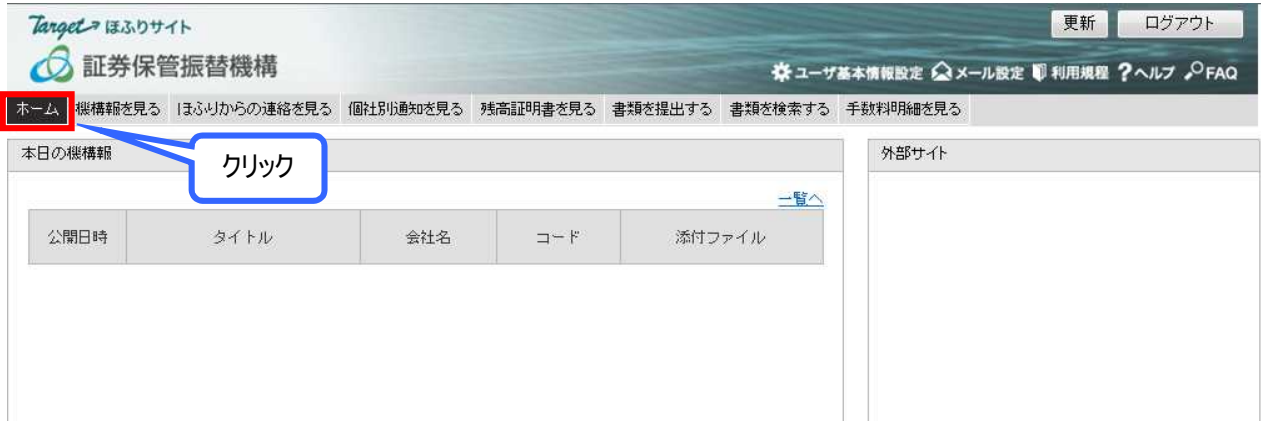 Target ほふりサイト
更新 ログアウト
証券保管振替機構
ユーザ基本情報設定 メール設定 利用規程 ?ヘルプ FAQ
ホーム 機構報を見る ほふりからの連絡を見る 個社別通知を見る 残高証明書を見る 書類を提出する 書類を検索する 手数料明細を見る
本日の機構報
外部サイト
クリック
一覧へ
公開日時 タイトル 会社名 コード 添付ファイル